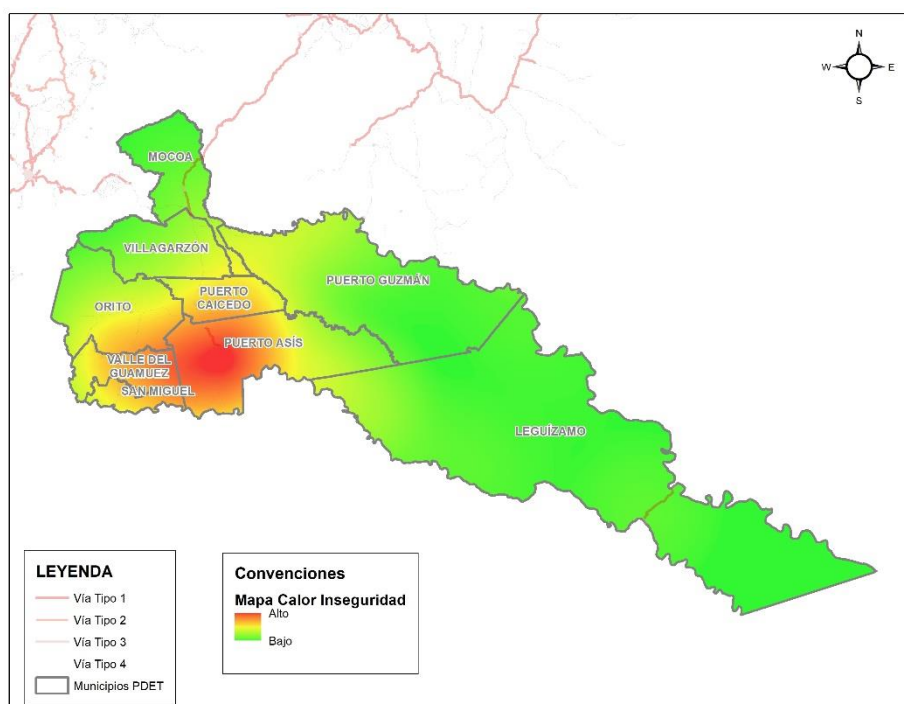 N
W E
S
MOCOA
VILLAGARZÓN
PUERTO GUZMÁN
ORITO
PUERTO
CAICEDO
PUERTO ASÍS
VALLE DEL
GUAMUEZ
SAN MIGUEL
LEGUÍZAMO
LEYENDA
Vía Tipo 1
Vía Tipo 2
Vía Tipo 3
Vía Tipo 4
Municipios PDET
Convenciones
Mapa Calor Inseguridad
Alto
Bajo